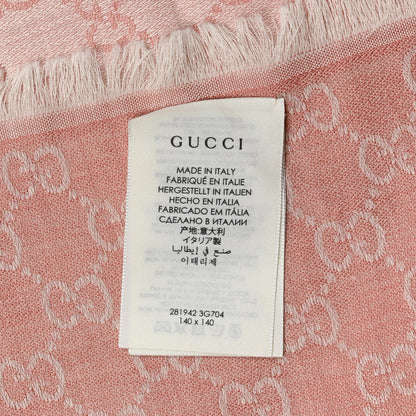 GUCCI
MADE IN ITALY
FABRIQUÉ EN ITALIE
HERGESTELLT IN ITALIEN
HECHO EN ITALIA
FABRICADO EM ITÁLIA
СДЕЛАНО В ИТАЛИИ
产地:意大利
イタリア製
صنع في إيطاليا
이태리제
281942 3G704
140 x 140